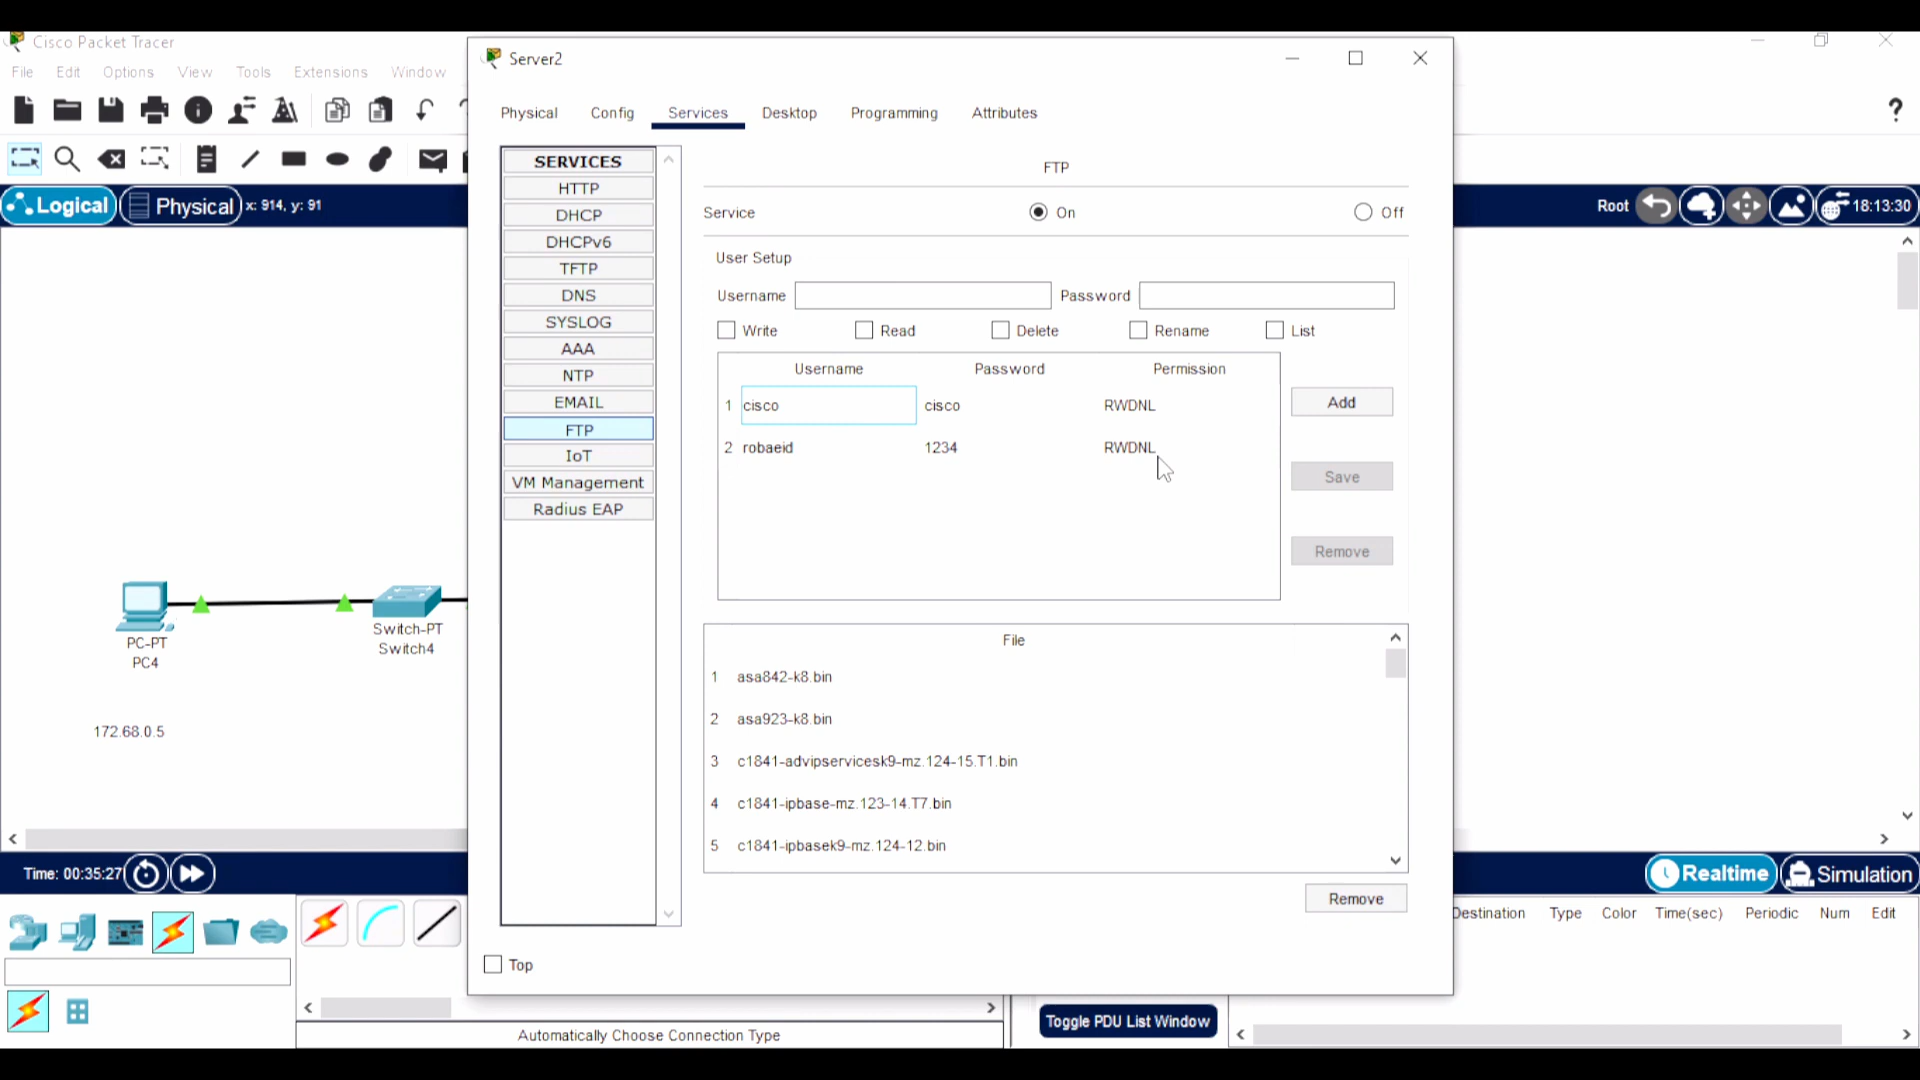 Cisco Packet Tracer
File Edit Options View Tools Extensions Window
Logical Physical x: 914, y: 91
Root 18:13:30
Server2
Physical Config Services Desktop Programming Attributes
SERVICES
HTTP
DHCP
DHCPv6
TFTP
DNS
SYSLOG
AAA
NTP
EMAIL
FTP
IoT
VM Management
Radius EAP
FTP
Service On Off
User Setup
Username Password
Write Read Delete Rename List
Username Password Permission
1 cisco cisco RWDNL
2 robaeid 1234 RWDNL
Add
Save
Remove
File
1 asa842-k8.bin
2 asa923-k8.bin
3 c1841-advipservicesk9-mz.124-15.T1.bin
4 c1841-ipbase-mz.123-14.T7.bin
5 c1841-ipbasek9-mz.124-12.bin
Remove
Top
PC-PT
PC4
Switch-PT
Switch4
172.68.0.5
Time: 00:35:27
Realtime Simulation
Destination Type Color Time(sec) Periodic Num Edit
Toggle PDU List Window
Automatically Choose Connection Type
?